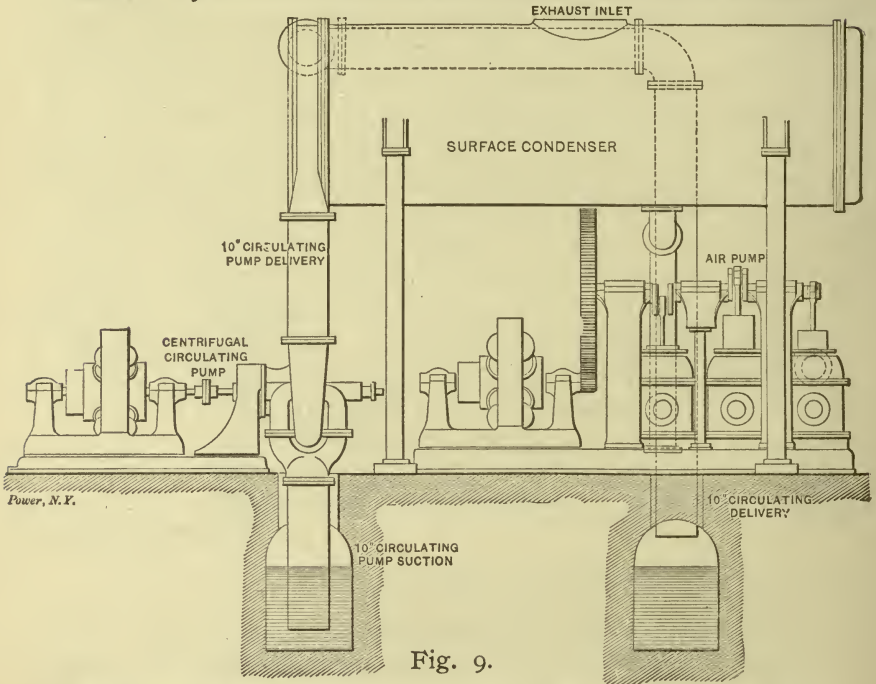 EXHAUST INLET
SURFACE CONDENSER
10" CIRCULATING
PUMP DELIVERY
AIR PUMP
CENTRIFUGAL
CIRCULATING
PUMP
Power, N.Y.
10" CIRCULATING
DELIVERY
10" CIRCULATING
PUMP SUCTION
Fig. 9.